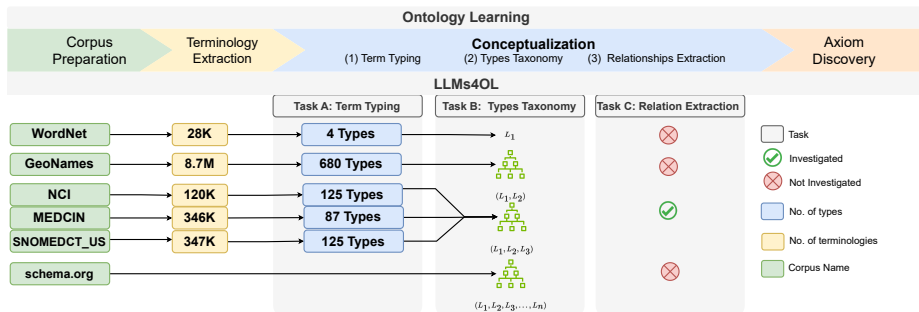 Ontology Learning
Corpus Preparation
Terminology Extraction
Conceptualization
(1) Term Typing (2) Types Taxonomy (3) Relationships Extraction
Axiom Discovery
LLMs4OL
Task A: Term Typing
Task B: Types Taxonomy
Task C: Relation Extraction
WordNet 28K 4 Types L₁
GeoNames 8.7M 680 Types
(L₁, L₂)
NCI 120K 125 Types
MEDCIN 346K 87 Types
SNOMEDCT_US 347K 125 Types
(L₁, L₂, L₃)
schema.org
(L₁, L₂, L₃, ..., Lₙ)
Task
Investigated
Not Investigated
No. of types
No. of terminologies
Corpus Name